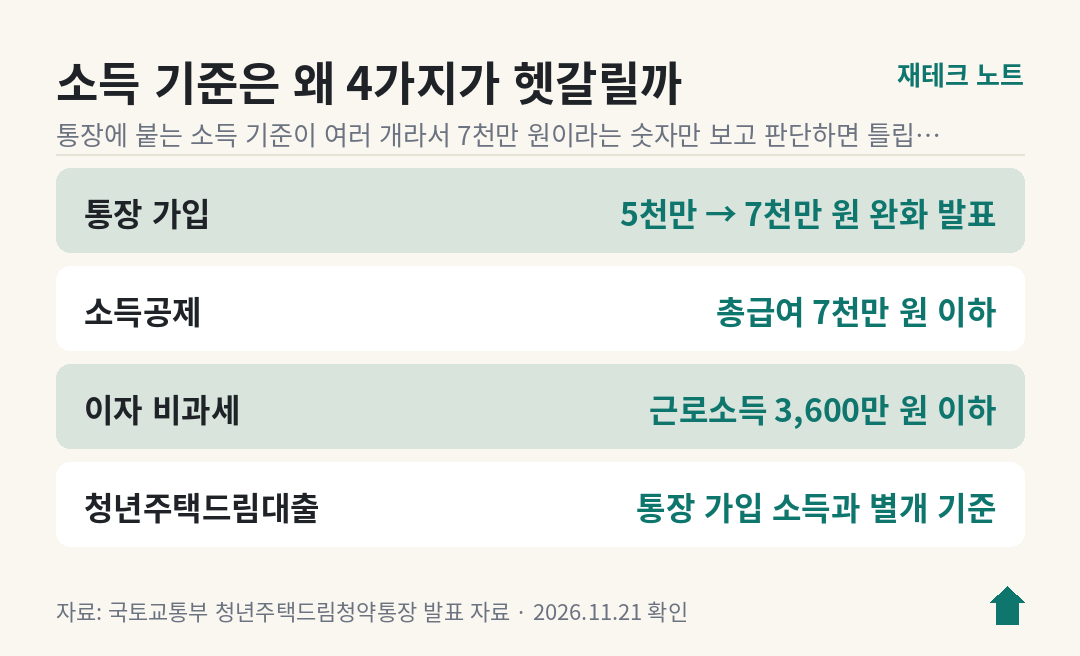 소득 기준은 왜 4가지가 헷갈릴까
재테크 노트
통장에 붙는 소득 기준이 여러 개라서 7천만 원이라는 숫자만 보고 판단하면 틀립…
통장 가입
5천만 → 7천만 원 완화 발표
소득공제
총급여 7천만 원 이하
이자 비과세
근로소득 3,600만 원 이하
청년주택드림대출
통장 가입 소득과 별개 기준
자료: 국토교통부 청년주택드림청약통장 발표 자료 · 2026.11.21 확인